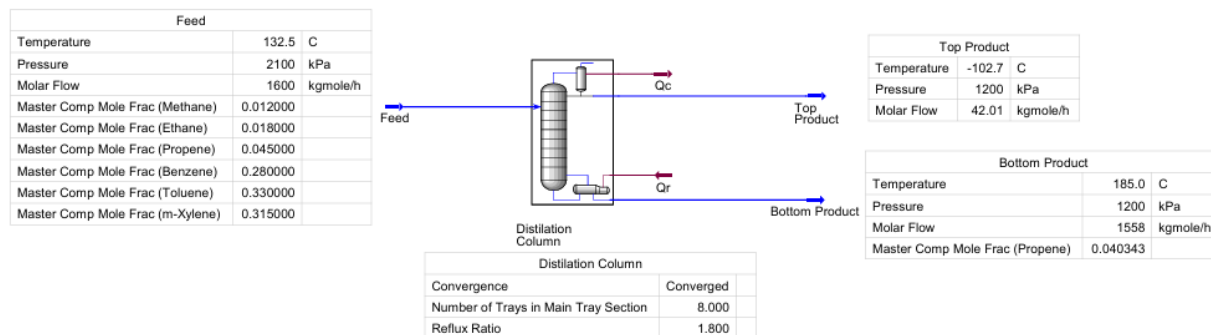 Feed
Temperature 132.5 C
Pressure 2100 kPa
Molar Flow 1600 kgmole/h
Master Comp Mole Frac (Methane) 0.012000
Master Comp Mole Frac (Ethane) 0.018000
Master Comp Mole Frac (Propene) 0.045000
Master Comp Mole Frac (Benzene) 0.280000
Master Comp Mole Frac (Toluene) 0.330000
Master Comp Mole Frac (m-Xylene) 0.315000
Feed
Qc
Top
Product
Qr
Bottom Product
Distilation
Column
Top Product
Temperature -102.7 C
Pressure 1200 kPa
Molar Flow 42.01 kgmole/h
Bottom Product
Temperature 185.0 C
Pressure 1200 kPa
Molar Flow 1558 kgmole/h
Master Comp Mole Frac (Propene) 0.040343
Distilation Column
Convergence Converged
Number of Trays in Main Tray Section 8.000
Reflux Ratio 1.800